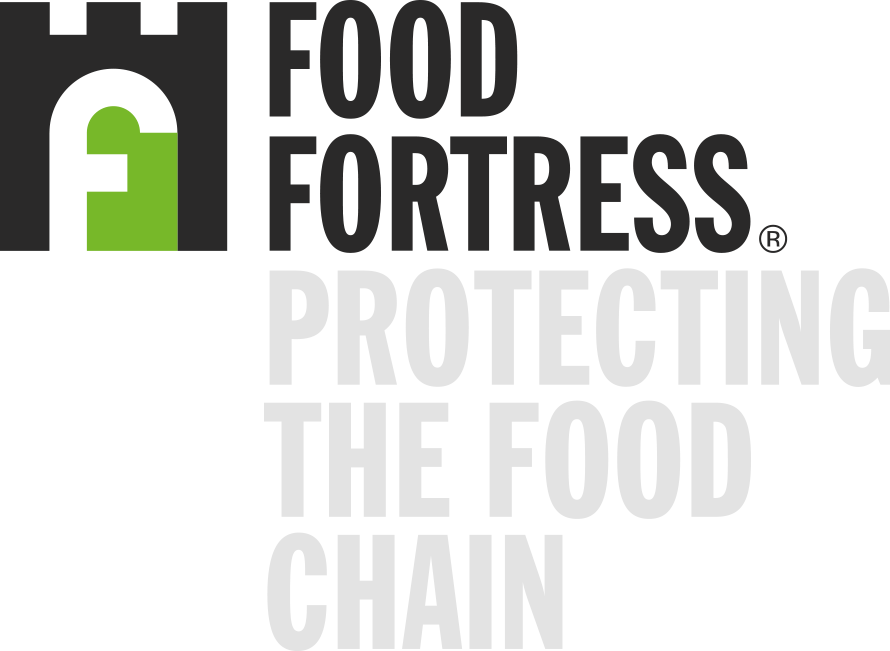 FOOD
FORTRESS®
PROTECTING
THE FOOD
CHAIN